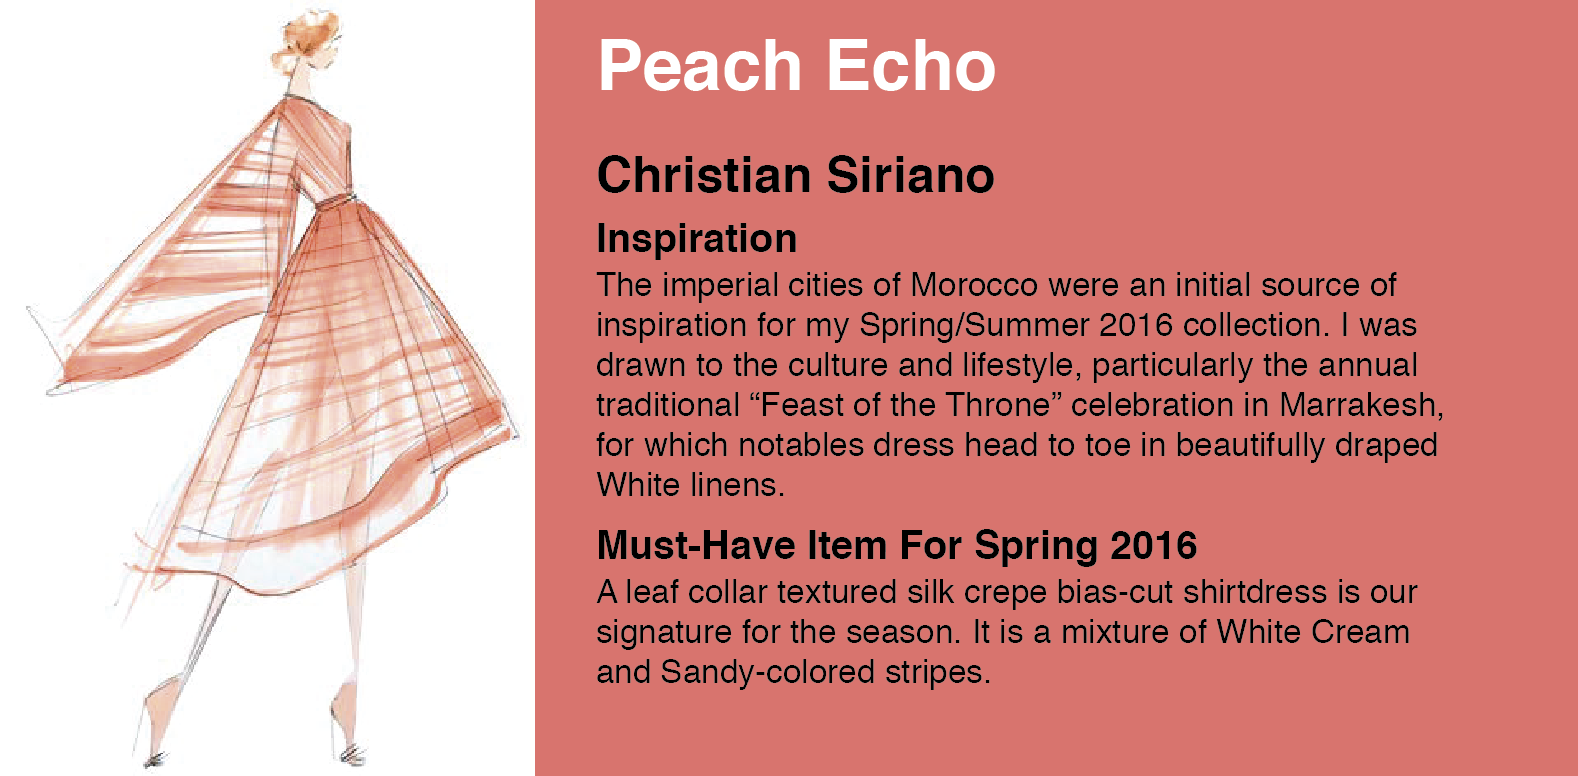 Peach Echo
Christian Siriano
Inspiration
The imperial cities of Morocco were an initial source of
inspiration for my Spring/Summer 2016 collection. I was
drawn to the culture and lifestyle, particularly the annual
traditional “Feast of the Throne” celebration in Marrakesh,
for which notables dress head to toe in beautifully draped
White linens.
Must-Have Item For Spring 2016
A leaf collar textured silk crepe bias-cut shirtdress is our
signature for the season. It is a mixture of White Cream
and Sandy-colored stripes.